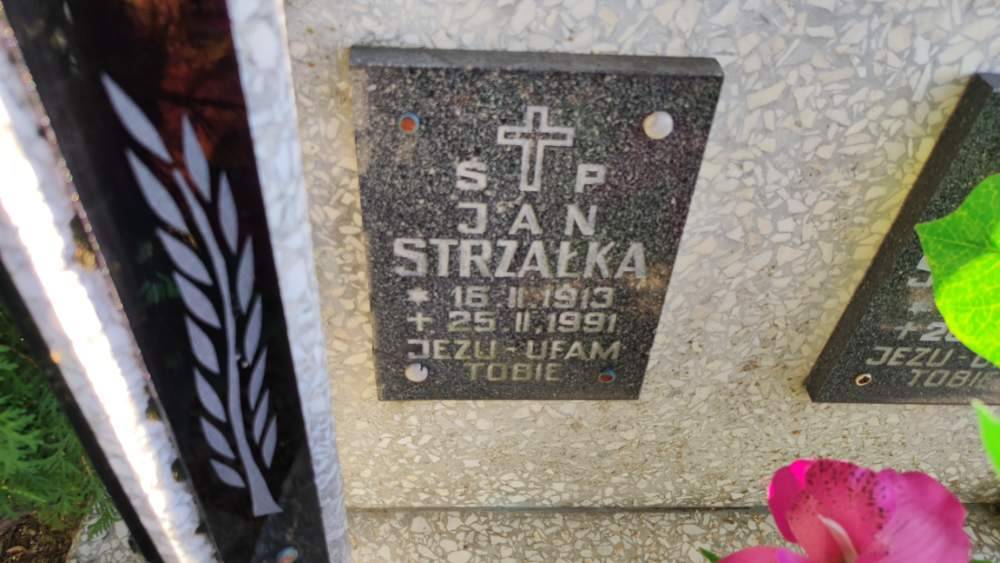 Ś P
JAN
STRZAŁKA
* 16.II.1913
+ 25.II.1991
JEZU - UFAM
TOBIE
JEZU -
TOBIE